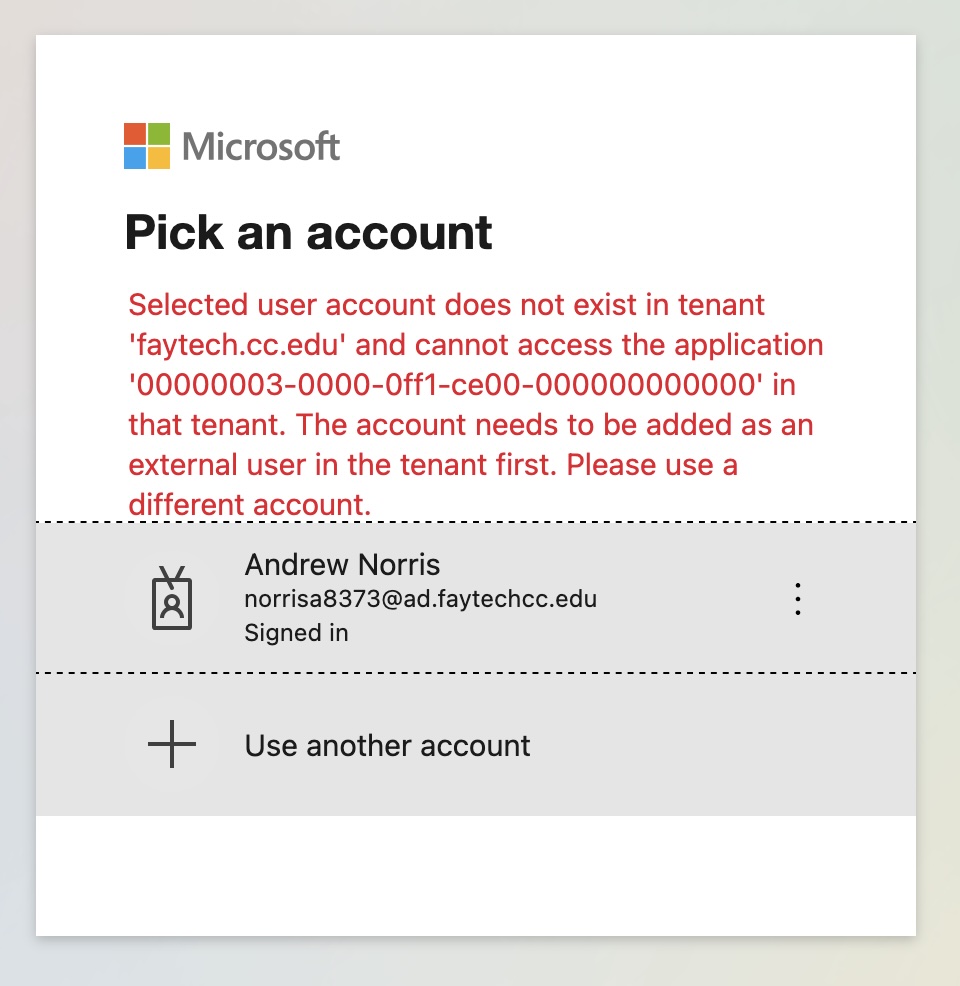 Microsoft
Pick an account
Selected user account does not exist in tenant
'faytech.cc.edu' and cannot access the application
'00000003-0000-0ff1-ce00-000000000000' in
that tenant. The account needs to be added as an
external user in the tenant first. Please use a
different account.
Andrew Norris
norrisa8373@ad.faytechcc.edu
Signed in
Use another account